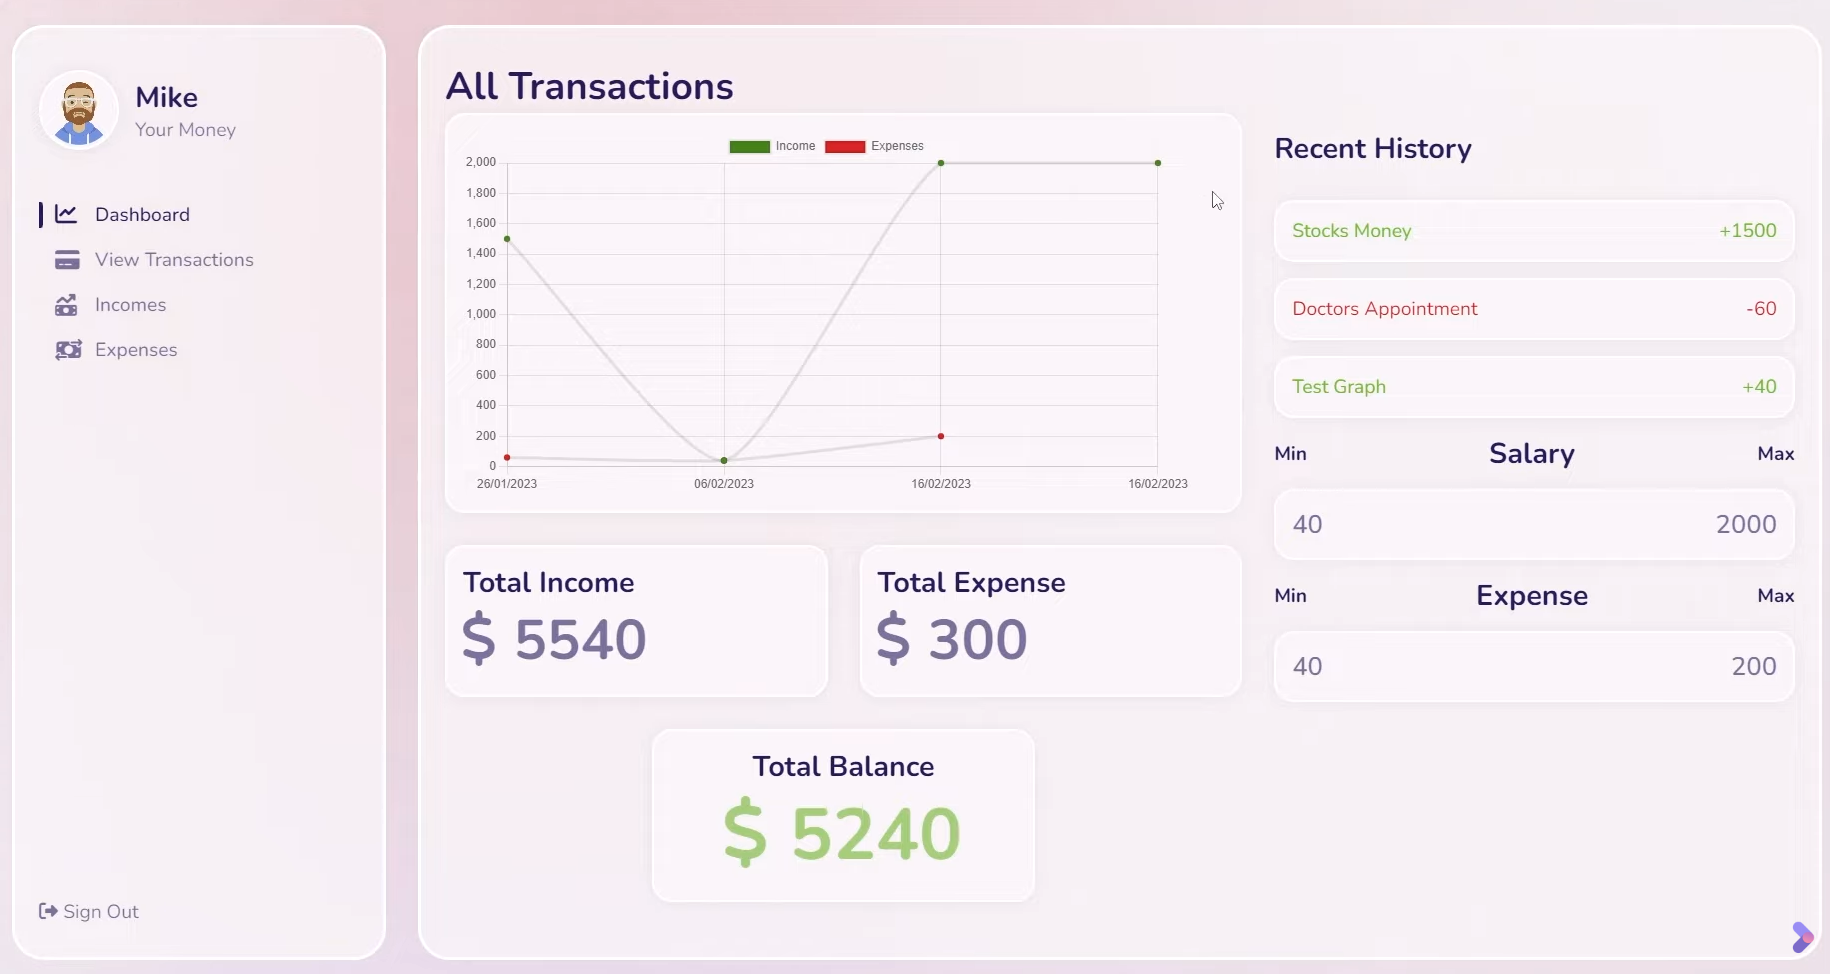 Mike
Your Money
Dashboard
View Transactions
Incomes
Expenses
Sign Out
All Transactions
Income Expenses
2,000
1,800
1,600
1,400
1,200
1,000
800
600
400
200
0
26/01/2023 06/02/2023 16/02/2023 16/02/2023
Total Income
$ 5540
Total Expense
$ 300
Total Balance
$ 5240
Recent History
Stocks Money +1500
Doctors Appointment -60
Test Graph +40
Min Salary Max
40 2000
Min Expense Max
40 200